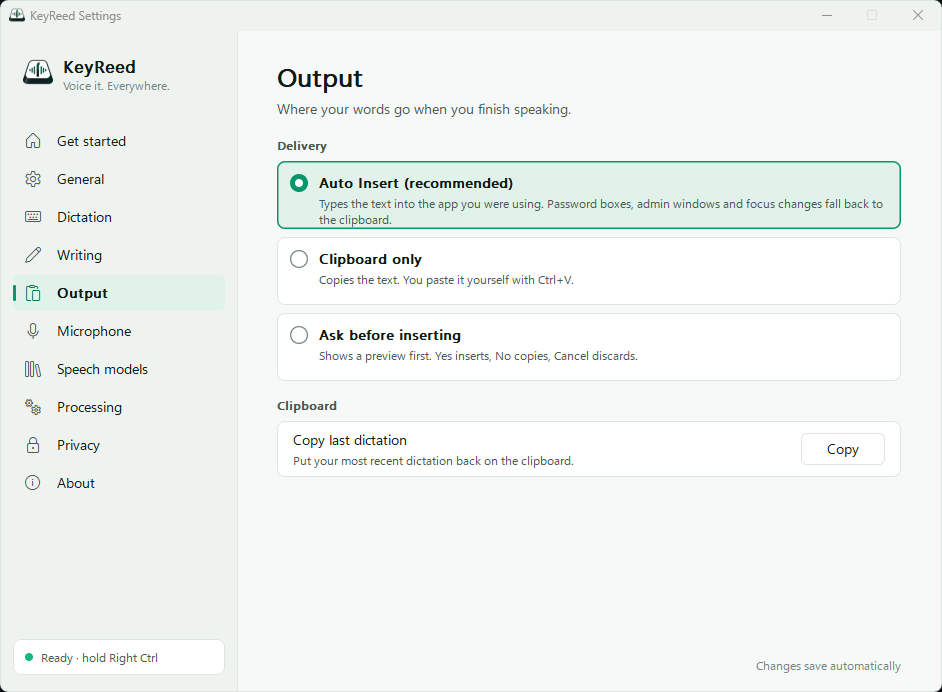 KeyReed Settings
KeyReed
Voice it. Everywhere.
Get started
General
Dictation
Writing
Output
Microphone
Speech models
Processing
Privacy
About
Ready · hold Right Ctrl
Output
Where your words go when you finish speaking.
Delivery
Auto Insert (recommended)
Types the text into the app you were using. Password boxes, admin windows and focus changes fall back to
the clipboard.
Clipboard only
Copies the text. You paste it yourself with Ctrl+V.
Ask before inserting
Shows a preview first. Yes inserts, No copies, Cancel discards.
Clipboard
Copy last dictation
Put your most recent dictation back on the clipboard.
Copy
Changes save automatically